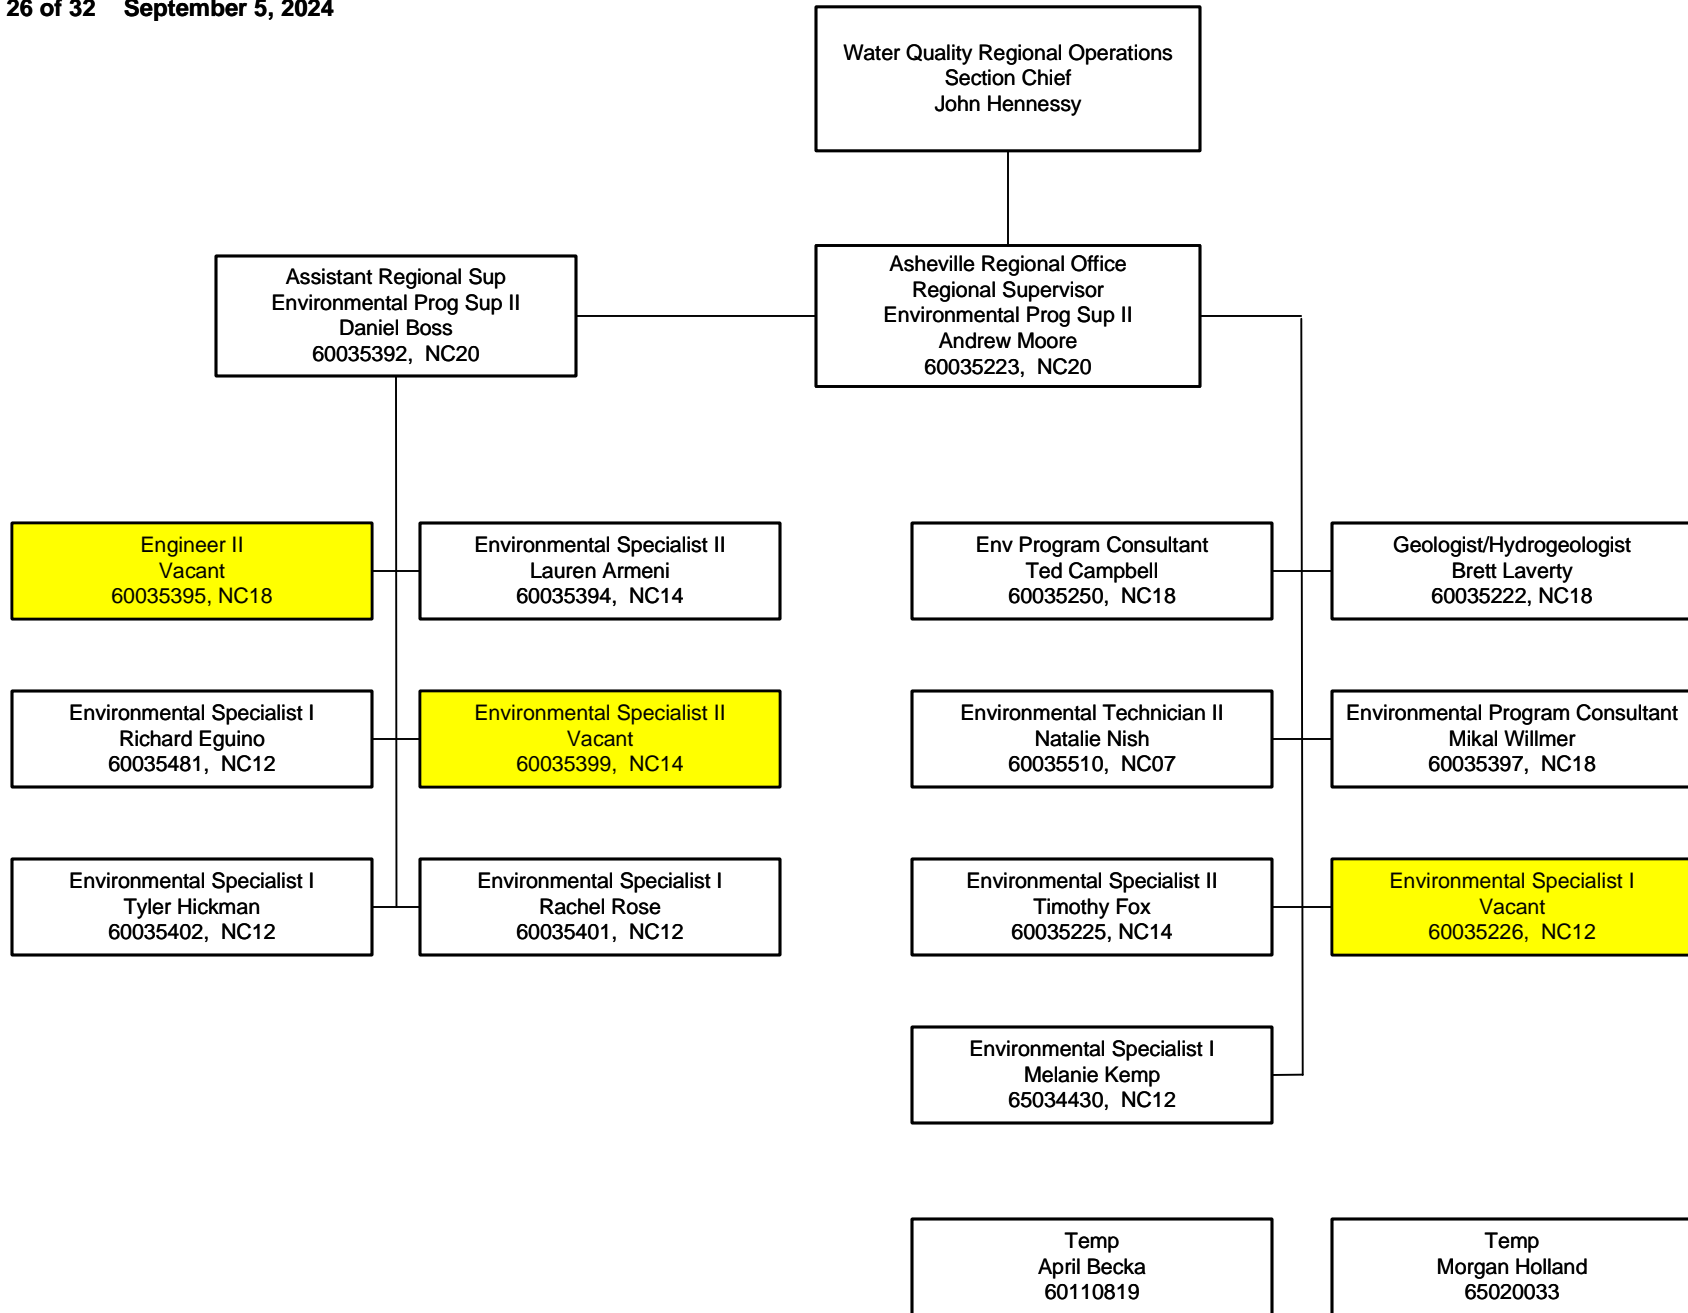 26 of 32 September 5, 2024
Water Quality Regional Operations
Section Chief
John Hennessy
Assistant Regional Sup
Environmental Prog Sup II
Daniel Boss
60035392, NC20
Asheville Regional Office
Regional Supervisor
Environmental Prog Sup II
Andrew Moore
60035223, NC20
Engineer II
Vacant
60035395, NC18
Environmental Specialist II
Lauren Armeni
60035394, NC14
Env Program Consultant
Ted Campbell
60035250, NC18
Geologist/Hydrogeologist
Brett Laverty
60035222, NC18
Environmental Specialist I
Richard Eguino
60035481, NC12
Environmental Specialist II
Vacant
60035399, NC14
Environmental Technician II
Natalie Nish
60035510, NC07
Environmental Program Consultant
Mikal Willmer
60035397, NC18
Environmental Specialist I
Tyler Hickman
60035402, NC12
Environmental Specialist I
Rachel Rose
60035401, NC12
Environmental Specialist II
Timothy Fox
60035225, NC14
Environmental Specialist I
Vacant
60035226, NC12
Environmental Specialist I
Melanie Kemp
65034430, NC12
Temp
April Becka
60110819
Temp
Morgan Holland
65020033